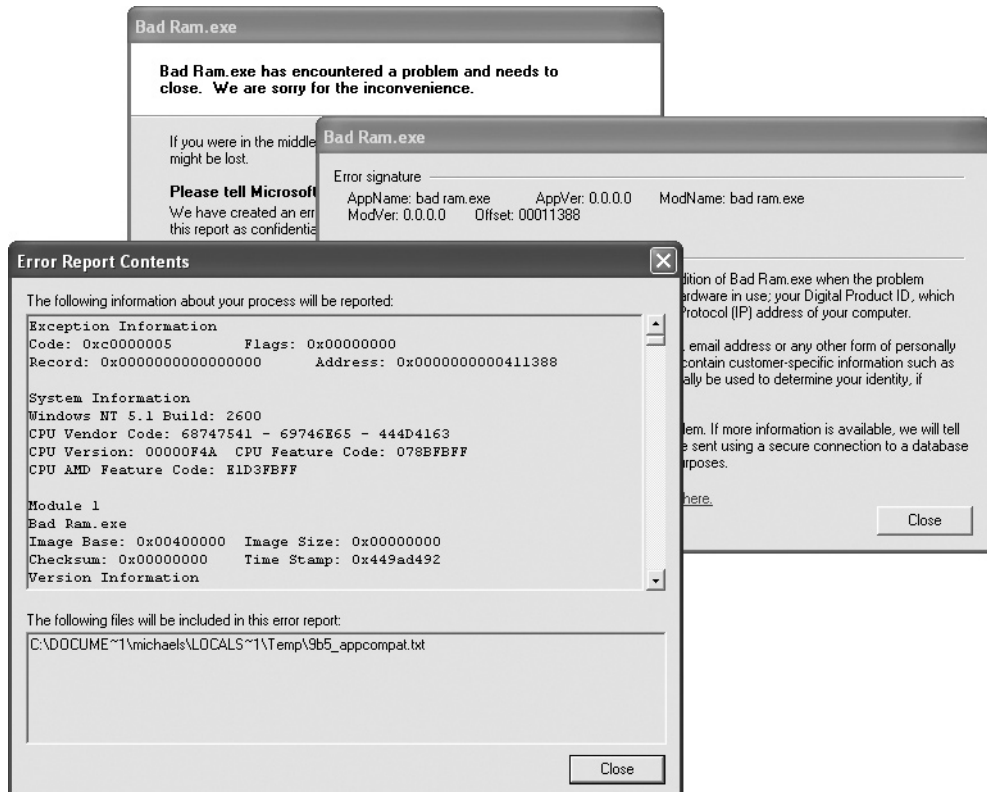 Bad Ram.exe
Bad Ram.exe has encountered a problem and needs to
close. We are sorry for the inconvenience.
If you were in the middle
might be lost.
Please tell Microsoft
We have created an
this report as
Bad Ram.exe
Error signature
AppName: bad ram.exe AppVer: 0.0.0.0 ModName: bad ram.exe
ModVer: 0.0.0.0 Offset: 00011388
of Bad Ram.exe when the problem
in use; your Digital Product ID, which
Protocol (IP) address of your computer.
email address or any other form of personally
contain customer-specific information such as
be used to determine your identity, if
If more information is available, we will tell
sent using a secure connection to a database
here.
Close
Error Report Contents
The following information about your process will be reported:
Exception Information
Code: 0xc0000005 Flags: 0x00000000
Record: 0x0000000000000000 Address: 0x0000000000411388
System Information
Windows NT 5.1 Build: 2600
CPU Vendor Code: 68747541 - 69746E65 - 444D4163
CPU Version: 00000F4A CPU Feature Code: 078BFBFF
CPU AMD Feature Code: E1D3FBFF
Module 1
Bad Ram.exe
Image Base: 0x00400000 Image Size: 0x00000000
Checksum: 0x00000000 Time Stamp: 0x449ad492
Version Information
The following files will be included in this error report:
C:\DOCUME~1\michaels\LOCALS~1\Temp\9b5_appcompat.txt
Close